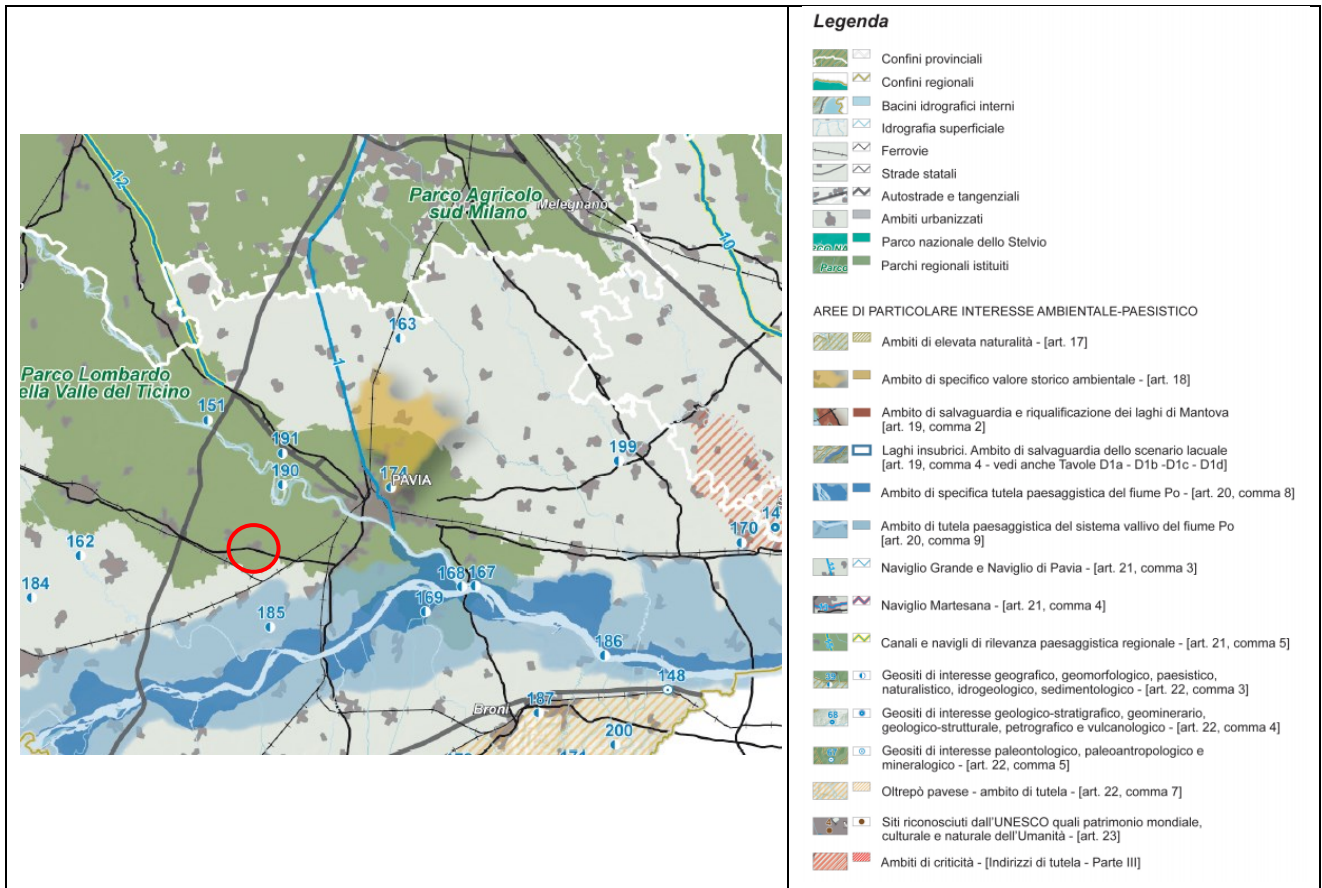 12
Parco Agricolo
sud Milano
Melegnano
10
163
1
Parco Lombardo
ella Valle del Ticino
151
191
190
199
174
PAVIA
162
170
14
184
168
167
169
185
186
148
187
Broni
200
171
Legenda
Confini provinciali
Confini regionali
Bacini idrografici interni
Idrografia superficiale
Ferrovie
Strade statali
Autostrade e tangenziali
Ambiti urbanizzati
Parco nazionale dello Stelvio
Parco
Parchi regionali istituiti
AREE DI PARTICOLARE INTERESSE AMBIENTALE-PAESISTICO
Ambiti di elevata naturalità - [art. 17]
Ambito di specifico valore storico ambientale - [art. 18]
Ambito di salvaguardia e riqualificazione dei laghi di Mantova
[art. 19, comma 2]
Laghi insubrici. Ambito di salvaguardia dello scenario lacuale
[art. 19, comma 4 - vedi anche Tavole D1a - D1b -D1c - D1d]
Ambito di specifica tutela paesaggistica del fiume Po - [art. 20, comma 8]
Ambito di tutela paesaggistica del sistema vallivo del fiume Po
[art. 20, comma 9]
Naviglio Grande e Naviglio di Pavia - [art. 21, comma 3]
Naviglio Martesana - [art. 21, comma 4]
Canali e navigli di rilevanza paesaggistica regionale - [art. 21, comma 5]
Geositi di interesse geografico, geomorfologico, paesistico,
naturalistico, idrogeologico, sedimentologico - [art. 22, comma 3]
68
Geositi di interesse geologico-stratigrafico, geominerario,
geologico-strutturale, petrografico e vulcanologico - [art. 22, comma 4]
Geositi di interesse paleontologico, paleoantropologico e
mineralogico - [art. 22, comma 5]
Oltrepò pavese - ambito di tutela - [art. 22, comma 7]
Siti riconosciuti dall'UNESCO quali patrimonio mondiale,
culturale e naturale dell'Umanità - [art. 23]
Ambiti di criticità - [Indirizzi di tutela - Parte III]